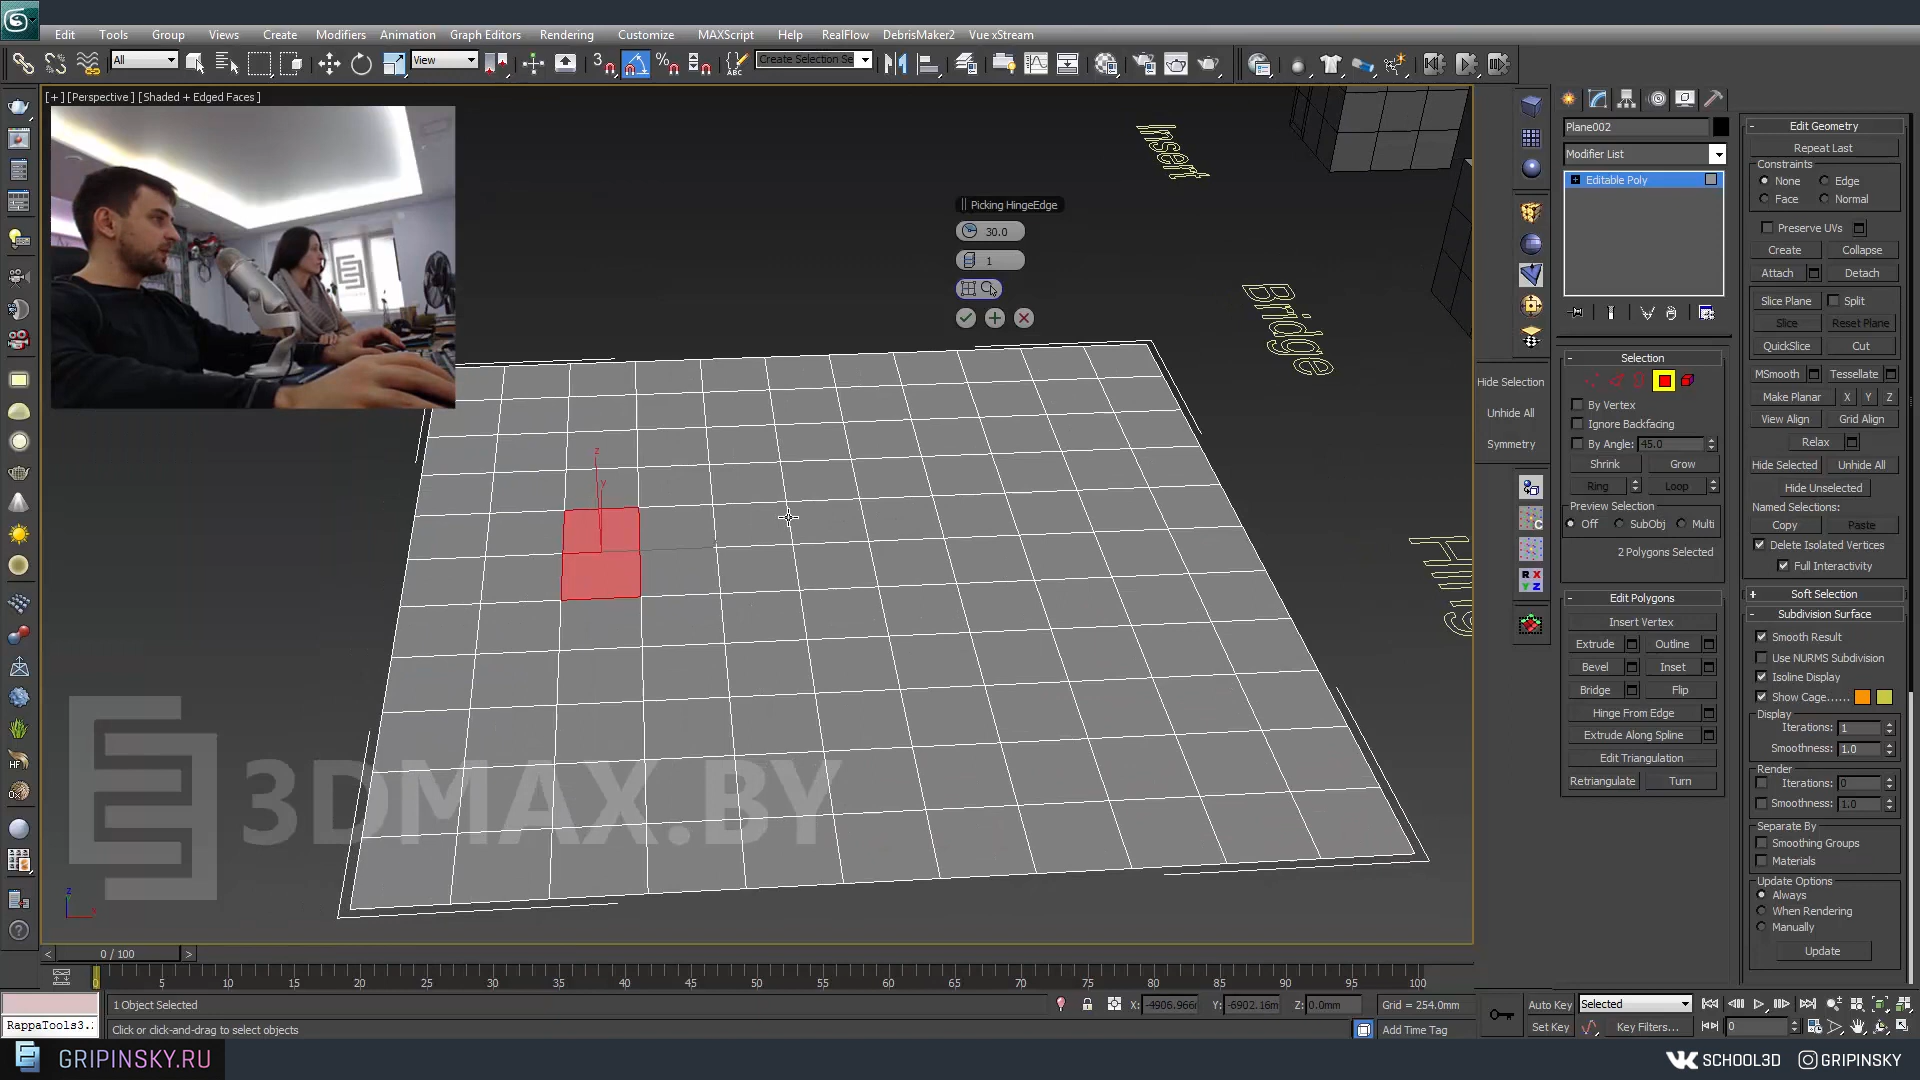 Edit Tools Group Views Create Modifiers Animation Graph Editors Rendering Customize MAXScript Help RealFlow DebrisMaker2 Vue xStream
All View 3 Create Selection Se
[+] [Perspective] [Shaded + Edged Faces]
Insert
Bridge
Picking HingeEdge
30.0
1
z
y
3DMAX.BY
z
Hide Selection
Unhide All
Symmetry
C
R X
Y Z
HF
Plane002
Modifier List
Editable Poly
Selection
By Vertex
Ignore Backfacing
By Angle: 45.0
Shrink Grow
Ring Loop
Preview Selection
Off SubObj Multi
2 Polygons Selected
Edit Polygons
Insert Vertex
Extrude Outline
Bevel Inset
Bridge Flip
Hinge From Edge
Extrude Along Spline
Edit Triangulation
Retriangulate Turn
Edit Geometry
Repeat Last
Constraints
None Edge
Face Normal
Preserve UVs
Create Collapse
Attach Detach
Slice Plane Split
Slice Reset Plane
QuickSlice Cut
MSmooth Tessellate
Make Planar X Y Z
View Align Grid Align
Relax
Hide Selected Unhide All
Hide Unselected
Named Selections:
Copy Paste
Delete Isolated Vertices
Full Interactivity
Soft Selection
Subdivision Surface
Smooth Result
Use NURMS Subdivision
Isoline Display
Show Cage......
Display
Iterations: 1
Smoothness: 1.0
Render
Iterations: 0
Smoothness: 1.0
Separate By
Smoothing Groups
Materials
Update Options
Always
When Rendering
Manually
Update
< 0 / 100 >
0 5 10 15 20 25 30 35 40 45 50 55 60 65 70 75 80 85 90 95 100
1 Object Selected X: -4906.966 Y: -6902.16m Z: 0.0mm Grid = 254.0mm Auto Key Selected
RappaTools3.: Click or click-and-drag to select objects Add Time Tag Set Key Key Filters... 0
GRIPINSKY.RU SCHOOL3D GRIPINSKY